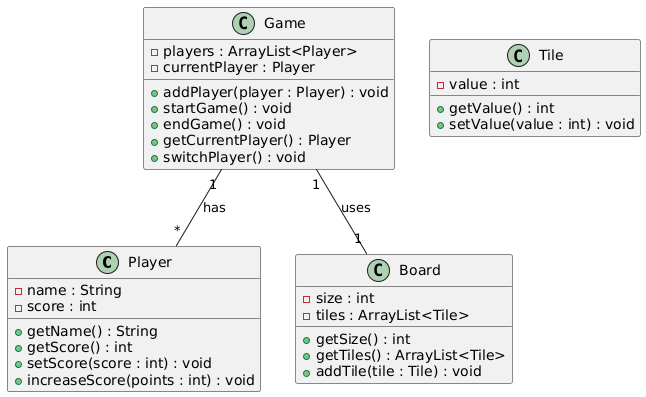 C Game
players : ArrayList<Player>
currentPlayer : Player
addPlayer(player : Player) : void
startGame() : void
endGame() : void
getCurrentPlayer() : Player
switchPlayer() : void
C Tile
value : int
getValue() : int
setValue(value : int) : void
1
has
*
1
uses
1
C Player
name : String
score : int
getName() : String
getScore() : int
setScore(score : int) : void
increaseScore(points : int) : void
C Board
size : int
tiles : ArrayList<Tile>
getSize() : int
getTiles() : ArrayList<Tile>
addTile(tile : Tile) : void